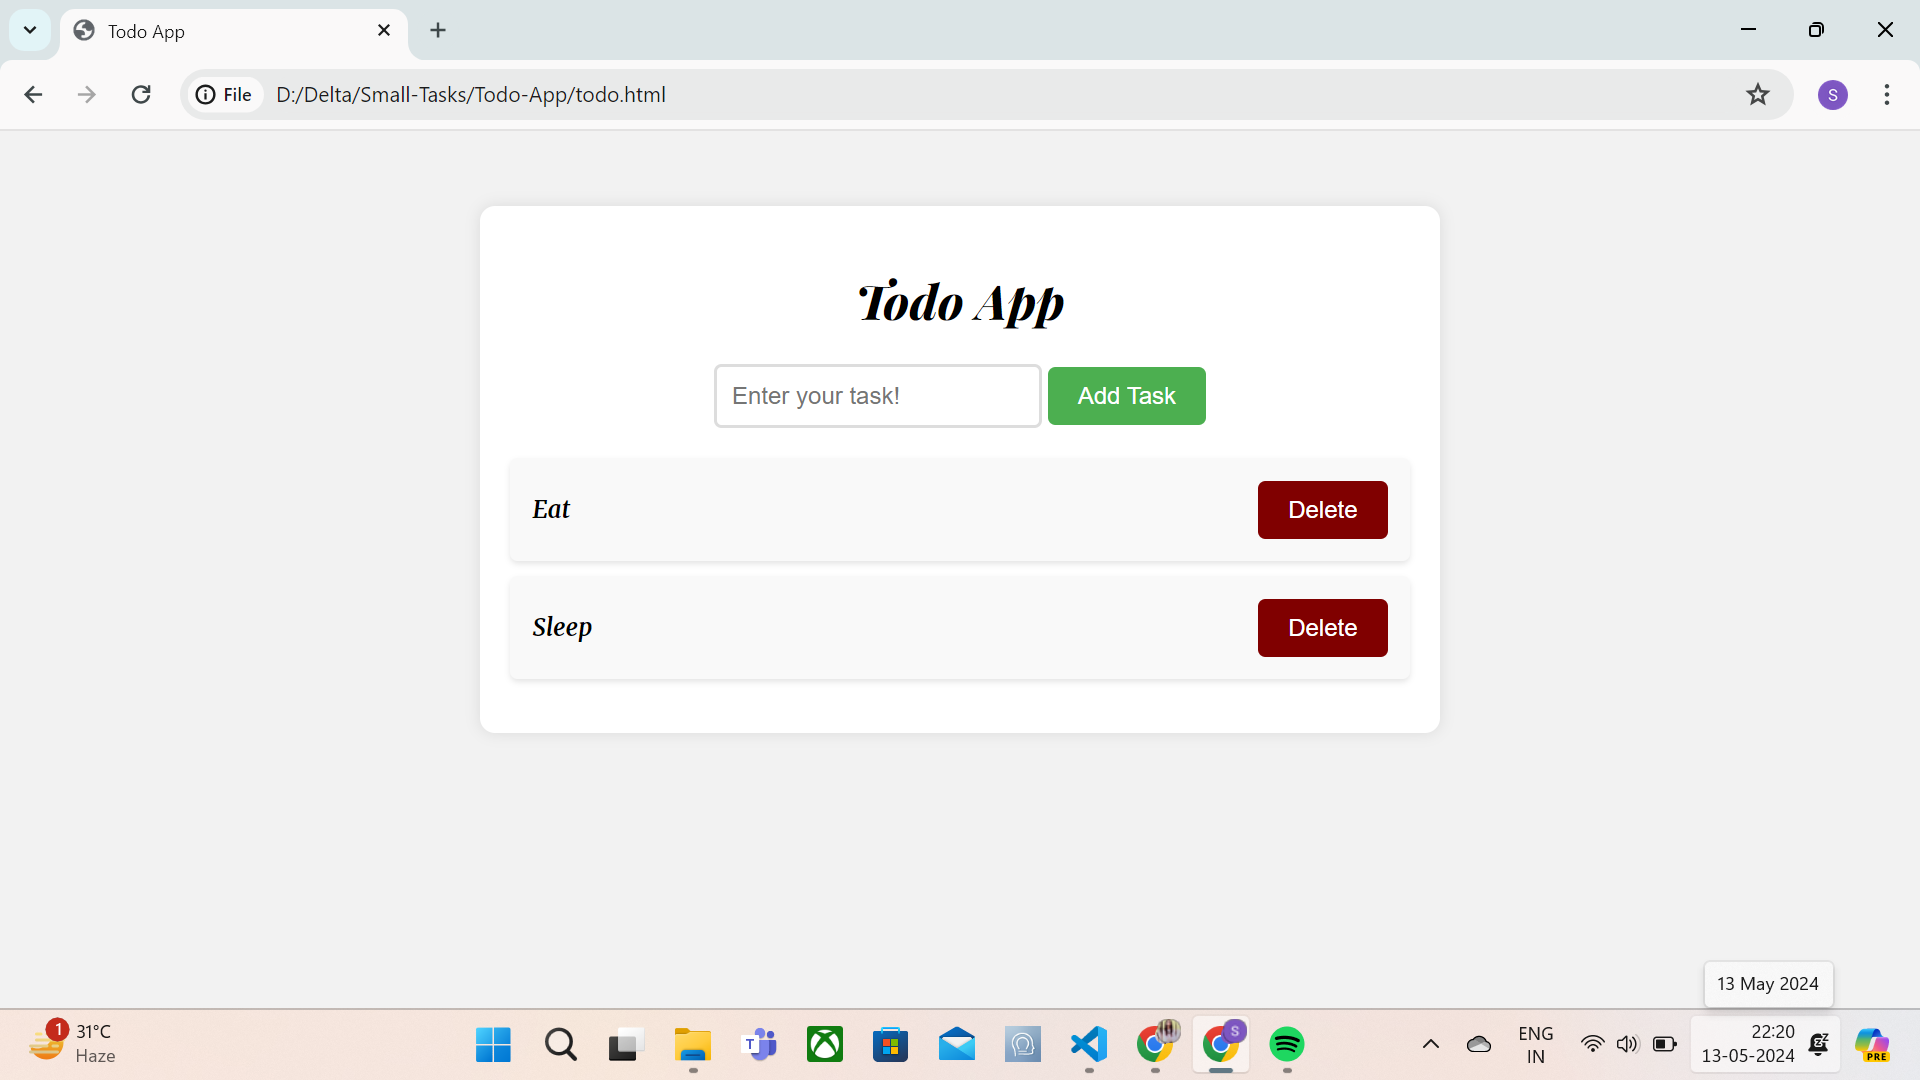 Todo App
File D:/Delta/Small-Tasks/Todo-App/todo.html
S
Todo App
Enter your task! Add Task
Eat Delete
Sleep Delete
13 May 2024
1 31°C
Haze
T
S
ENG
IN
22:20
13-05-2024
PRE